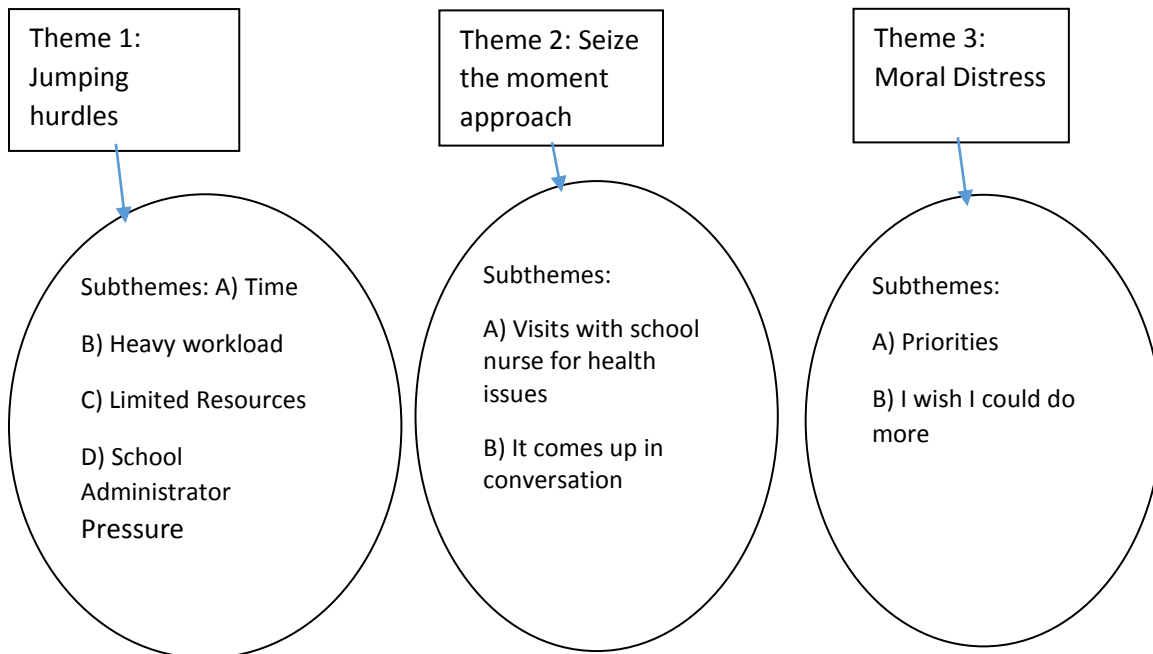 Theme 1:
Jumping
hurdles
Subthemes: A) Time
B) Heavy workload
C) Limited Resources
D) School
Administrator
Pressure
Theme 2: Seize
the moment
approach
Subthemes:
A) Visits with school
nurse for health
issues
B) It comes up in
conversation
Theme 3:
Moral Distress
Subthemes:
A) Priorities
B) I wish I could do
more